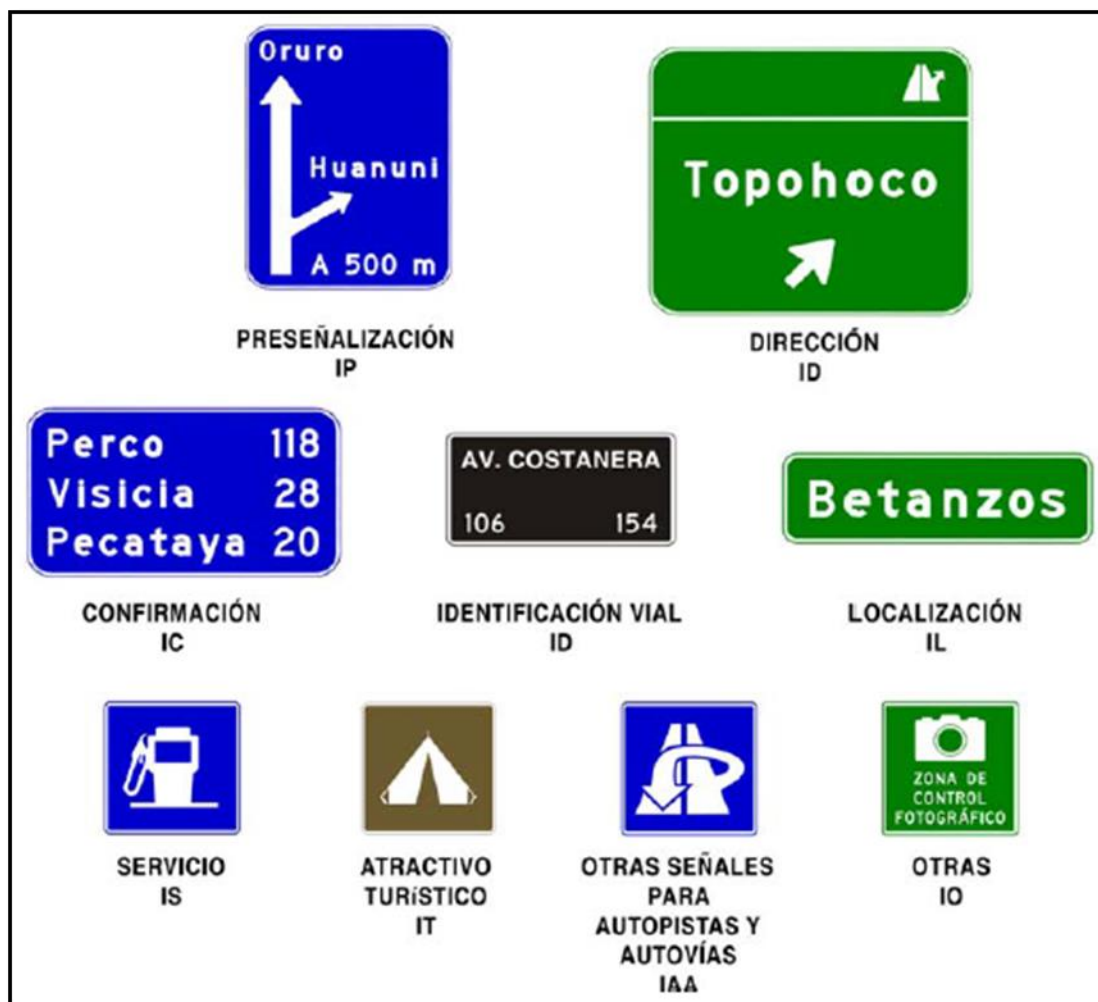 Oruro
Huanuni
A 500 m
PRESEÑALIZACIÓN
IP
Topohoco
DIRECCIÓN
ID
Perco 118
Visicia 28
Pecataya 20
CONFIRMACIÓN
IC
AV. COSTANERA
106 154
IDENTIFICACIÓN VIAL
ID
Betanzos
LOCALIZACIÓN
IL
SERVICIO
IS
ATRACTIVO
TURíSTICO
IT
OTRAS SEÑALES
PARA
AUTOPISTAS Y
AUTOVÍAS
IAA
ZONA DE
CONTROL
FOTOGRÁFICO
OTRAS
IO